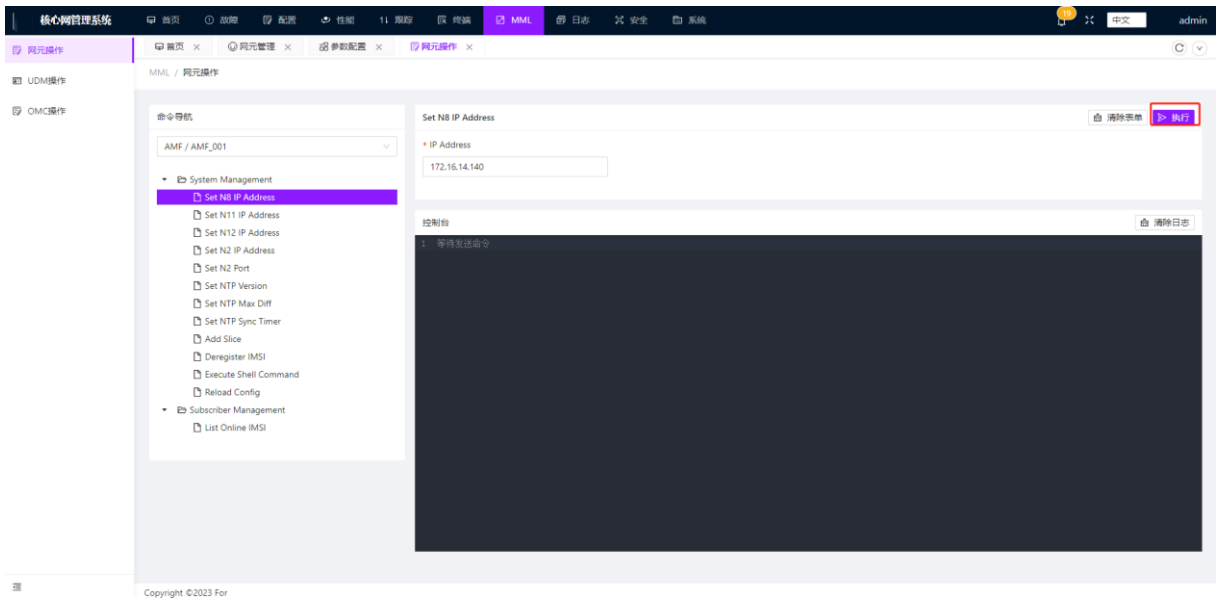 核心网管理系统 首页 故障 配置 性能 跟踪 终端 MML 日志 安全 系统 19 中文 admin
网元操作 首页 网元管理 参数配置 网元操作
MML / 网元操作
UDM操作
OMC操作
命令导航
Set N8 IP Address 清除表单 执行
AMF / AMF_001
* IP Address
172.16.14.140
System Management
Set N8 IP Address
Set N11 IP Address
Set N12 IP Address
Set N2 IP Address
Set N2 Port
Set NTP Version
Set NTP Max Diff
Set NTP Sync Timer
Add Slice
Deregister IMSI
Execute Shell Command
Reload Config
Subscriber Management
List Online IMSI
控制台 清除日志
1 等待发送命令
Copyright ©2023 For